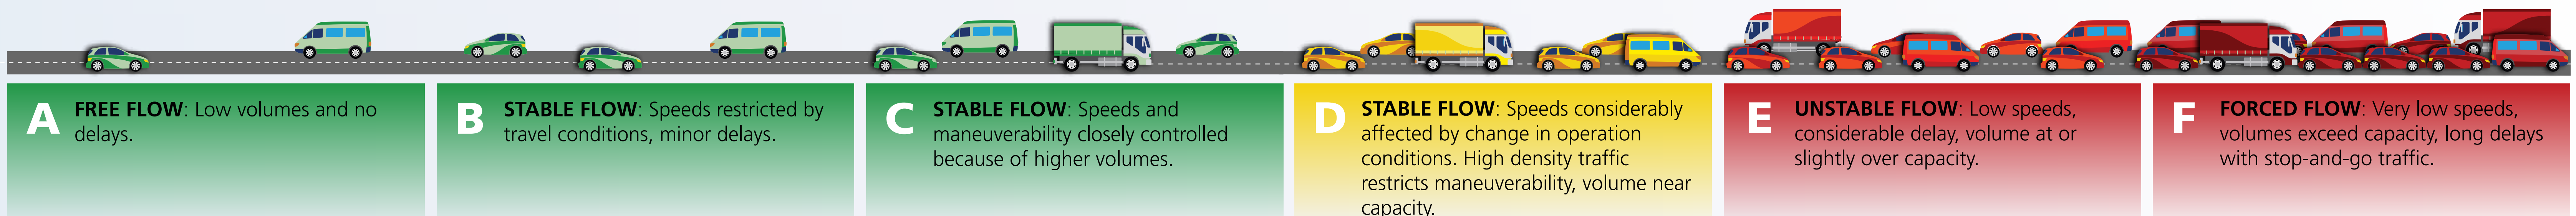 A
FREE FLOW: Low volumes and no
delays.
B
STABLE FLOW: Speeds restricted by
travel conditions, minor delays.
C
STABLE FLOW: Speeds and
maneuverability closely controlled
because of higher volumes.
D
STABLE FLOW: Speeds considerably
affected by change in operation
conditions. High density traffic
restricts maneuverability, volume near
capacity.
E
UNSTABLE FLOW: Low speeds,
considerable delay, volume at or
slightly over capacity.
F
FORCED FLOW: Very low speeds,
volumes exceed capacity, long delays
with stop-and-go traffic.